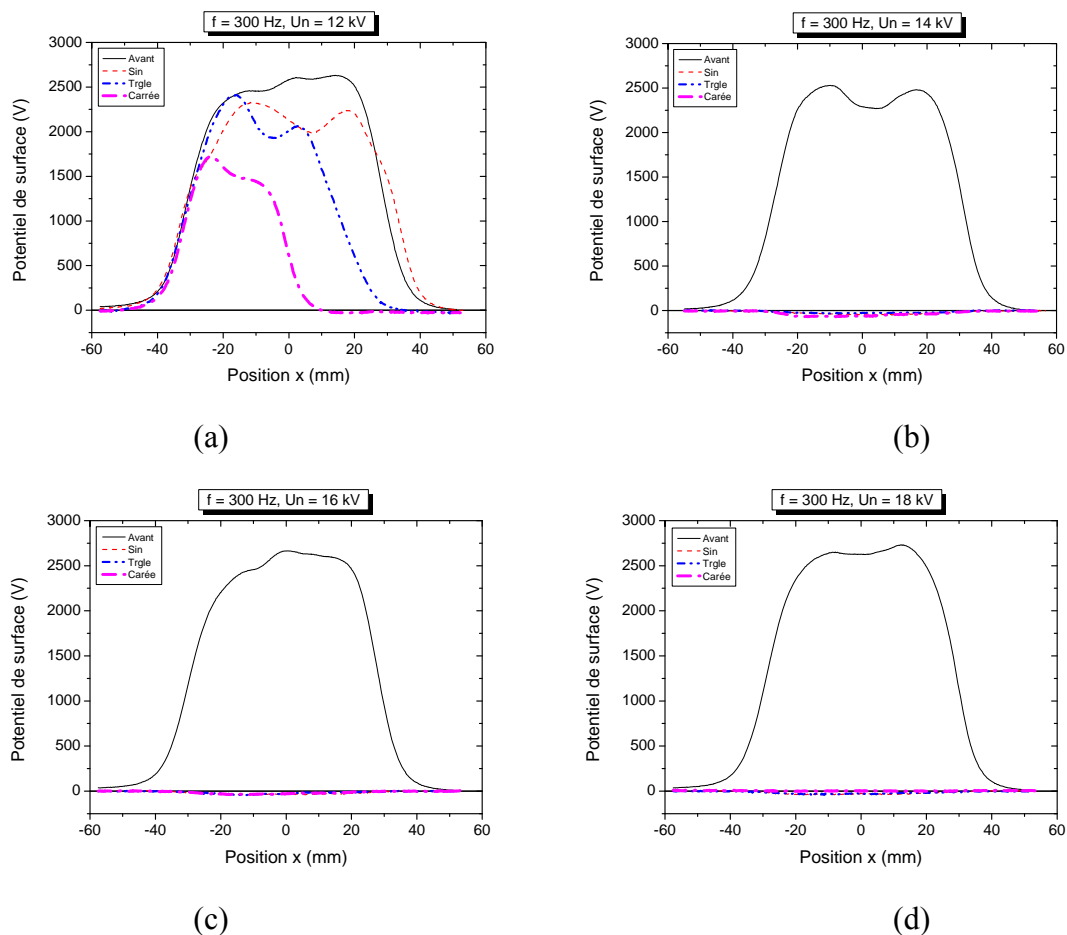 f = 300 Hz, Un = 12 kV
Avant
Sin
Trgle
Carrée
Potentiel de surface (V)
3000
2500
2000
1500
1000
500
0
-60 -40 -20 0 20 40 60
Position x (mm)
(a)
f = 300 Hz, Un = 14 kV
Avant
Sin
Trgle
Carée
Potentiel de surface (V)
3000
2500
2000
1500
1000
500
0
-60 -40 -20 0 20 40 60
Position x (mm)
(b)
f = 300 Hz, Un = 16 kV
Avant
Sin
Trgle
Carée
Potentiel de surface (V)
3000
2500
2000
1500
1000
500
0
-60 -40 -20 0 20 40 60
Position x (mm)
(c)
f = 300 Hz, Un = 18 kV
Avant
Sin
Trgle
Carée
Potentiel de surface (V)
3000
2500
2000
1500
1000
500
0
-60 -40 -20 0 20 40 60
Position x (mm)
(d)